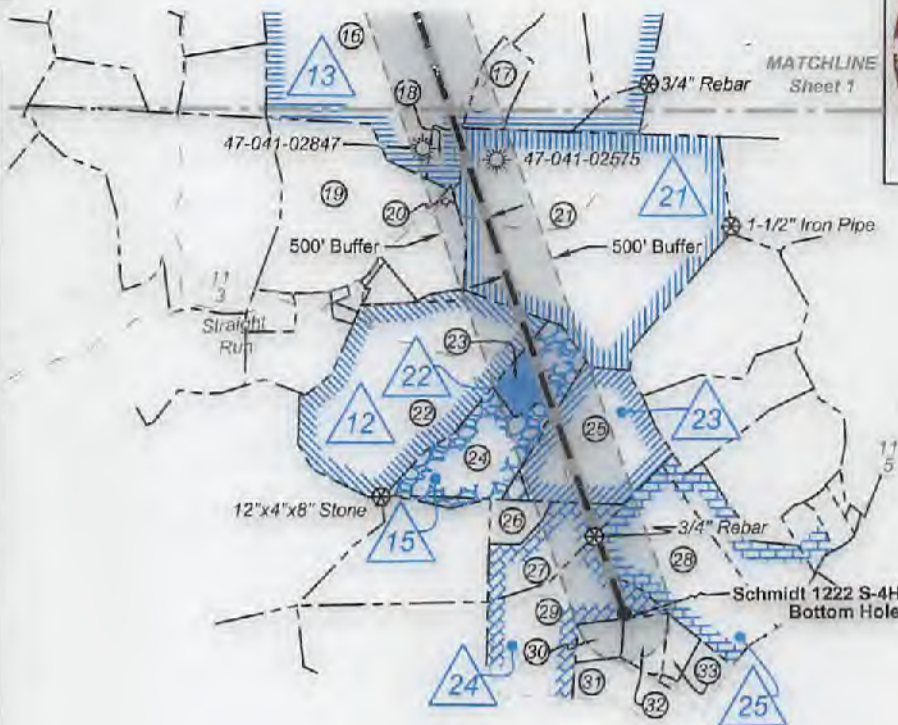 16
13
17
MATCHLINE
Sheet 1
3/4" Rebar
18
47-041-02847
47-041-02575
19
20
21
21
500' Buffer
500' Buffer
1-1/2" Iron Pipe
11
3
Straight
Run
23
22
12
22
25
23
24
11
5
12"x4"x8" Stone
15
26
3/4" Rebar
27
28
Schmidt 1222 S-4H
Bottom Hole
29
30
24
31
32
33
25